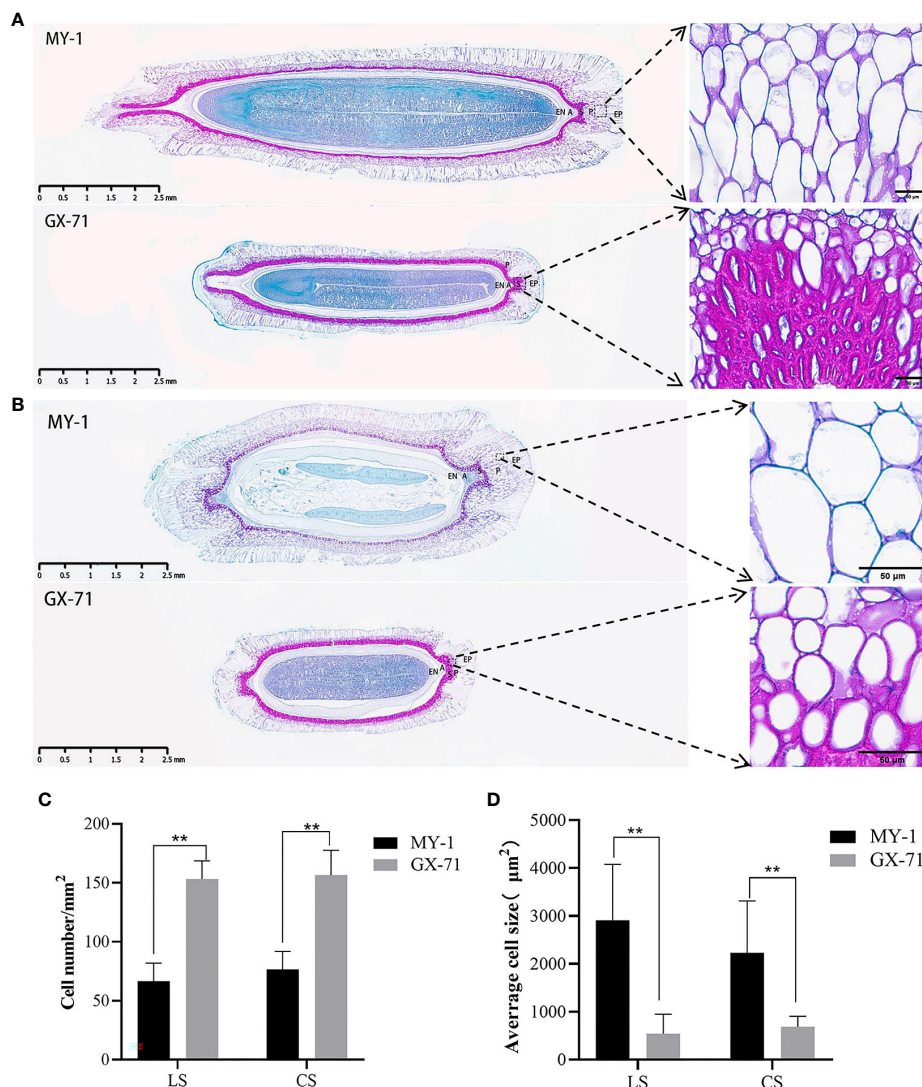 A
MY-1
EN A S P EP
0 0.5 1 1.5 2 2.5 mm
50 μm
GX-71
P
EN A S EP
0 0.5 1 1.5 2 2.5 mm
50 μm
B
MY-1
EN A S P EP
0 0.5 1 1.5 2 2.5 mm
50 μm
GX-71
EN A S P EP
0 0.5 1 1.5 2 2.5 mm
50 μm
C
Cell number/mm²
200
150
100
50
0
** **
LS CS
MY-1
GX-71
D
Averrage cell size( μm²)
5000
4000
3000
2000
1000
0
** **
LS CS
MY-1
GX-71